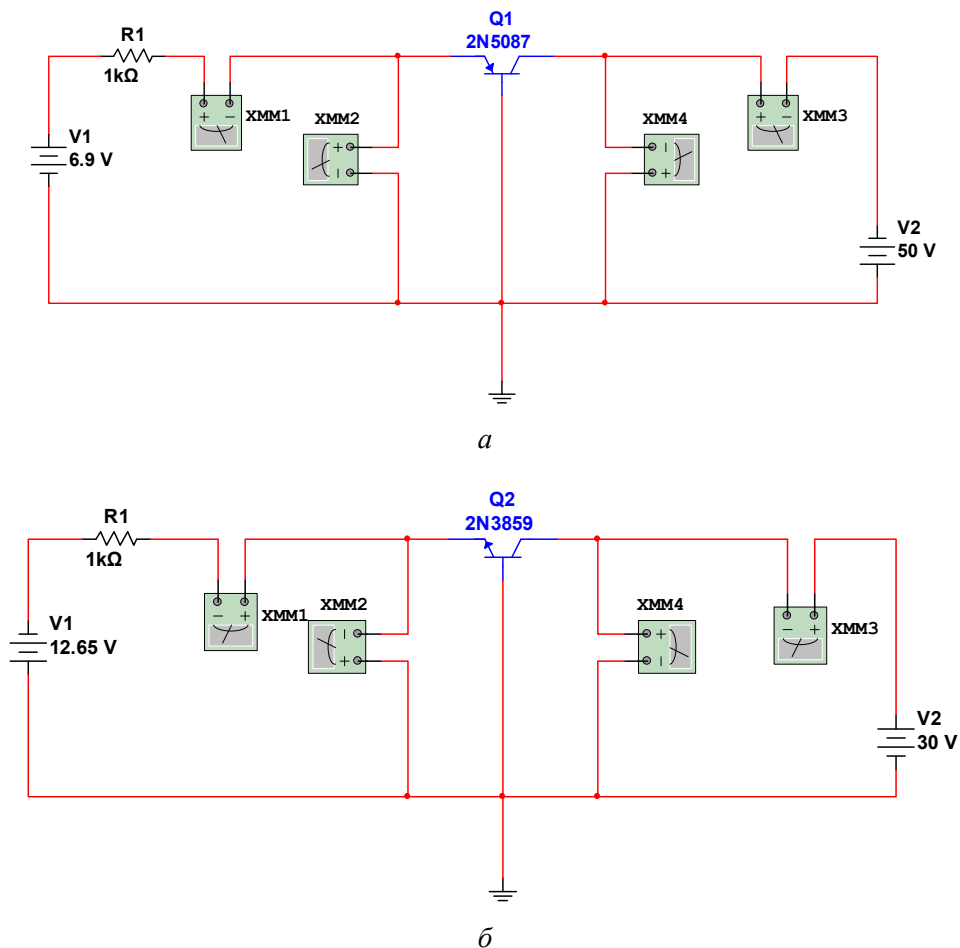 Q1
2N5087
R1
1kΩ
+ −
XMM1
XMM2
+
−
XMM4
−
+
+ −
XMM3
V1
6.9 V
V2
50 V
а
Q2
2N3859
R1
1kΩ
− +
XMM1
XMM2
−
+
XMM4
+
−
− +
XMM3
V1
12.65 V
V2
30 V
б